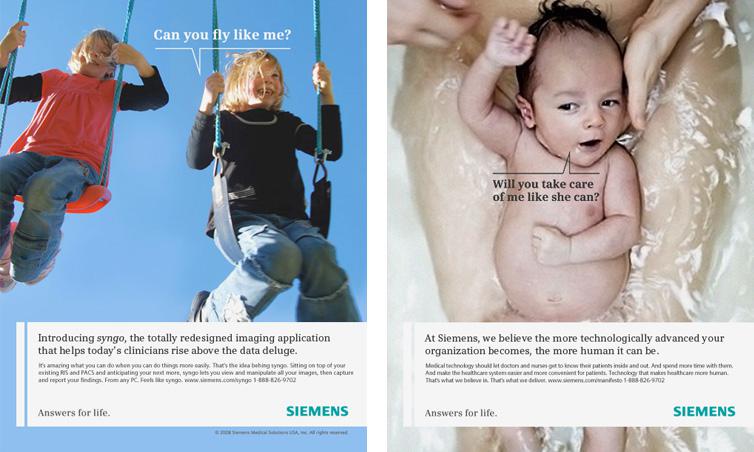 Can you fly like me?
Introducing syngo, the totally redesigned imaging application
that helps today's clinicians rise above the data deluge.
It's amazing what you can do when you can do things more easily. That's the idea behing syngo. Sitting on top of your
existing RIS and PACS and anticipating your next more, syngo lets you view and manipulate all your images, then capture
and report your findings. From any PC. Feels like syngo. www.siemens.com/syngo 1-888-826-9702
Answers for life.
SIEMENS
© 2008 Siemens Medical Solutions USA, Inc. All rights reserved.
Will you take care
of me like she can?
At Siemens, we believe the more technologically advanced your
organization becomes, the more human it can be.
Medical technology should let doctors and nurses get to know their patients inside and out. And spend more time with them.
And make the healthcare system easier and more convenient for patients. Technology that makes healthcare more human.
That's what we believe in. That's what we deliver. www.siemens.com/manifesto 1-888-826-9702
Answers for life.
SIEMENS